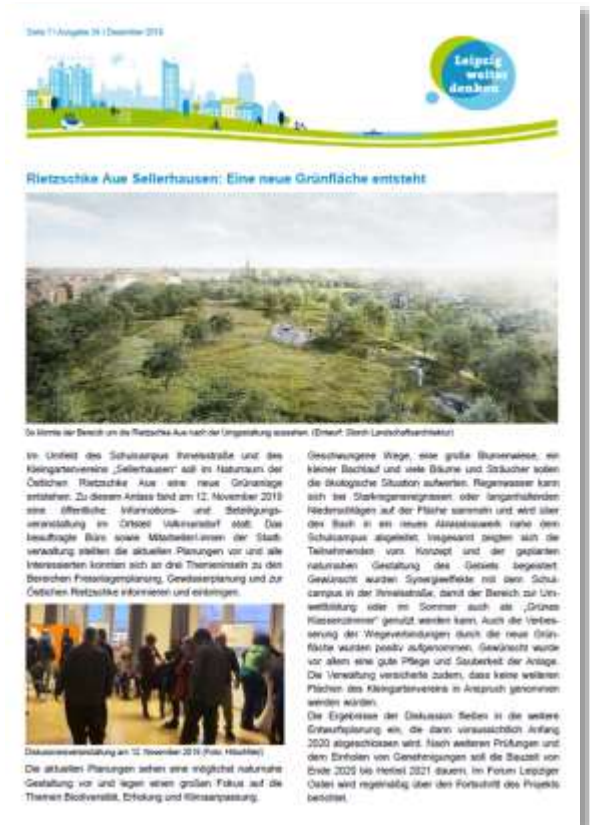 Seite 7 I Ausgabe 34 I Dezember 2019
Leipzig
weiter
denken
Rietzschke Aue Sellerhausen: Eine neue Grünfläche entsteht
So könnte der Bereich um die Rietzschke-Aue nach der Umgestaltung aussehen. (Entwurf: Storch Landschaftsarchitektur)
Im Umfeld des Schulcampus Ihmelsstraße und des
Kleingartenvereins „Sellerhausen“ soll im Naturraum der
Östlichen Rietzschke Aue eine neue Grünanlage
entstehen. Zu diesem Anlass fand am 12. November 2019
eine öffentliche Informations- und Beteiligungs-
veranstaltung im Ortsteil Volkmarsdorf statt. Das
beauftragte Büro sowie Mitarbeiter/innen der Stadt-
verwaltung stellten die aktuellen Planungen vor und alle
Interessierten konnten sich an drei Themeninseln zu den
Bereichen Freianlagenplanung, Gewässerplanung und zur
Östlichen Rietzschke informieren und einbringen.
Diskussionsveranstaltung am 12. November 2019 (Foto:
Die aktuellen Planungen sehen eine möglichst naturnahe
Gestaltung vor und legen einen großen Fokus auf die
Themen Biodiversität, Erholung und Klimaanpassung.
Geschwungene Wege, eine große Blumenwiese, ein
kleiner Bachlauf und viele Bäume und Sträucher sollen
die ökologische Situation aufwerten. Regenwasser kann
sich bei Starkregenereignissen oder langanhaltenden
Niederschlägen auf der Fläche sammeln und wird über
den Bach in ein neues Ablassbauwerk nahe dem
Schulcampus abgeleitet. Insgesamt zeigten sich die
Teilnehmenden vom Konzept und der geplanten
naturnahen Gestaltung des Gebiets begeistert.
Gewünscht wurden Synergieeffekte mit dem Schul-
campus in der Ihmelsstraße, damit der Bereich zur Um-
weltbildung oder im Sommer auch als „Grünes
Klassenzimmer“ genutzt werden kann. Auch die Verbes-
serung der Wegeverbindungen durch die neue Grün-
fläche wurden positiv aufgenommen. Gewünscht wurde
vor allem eine gute Pflege und Sauberkeit der Anlage.
Die Verwaltung versicherte zudem, dass keine weiteren
Flächen des Kleingartenvereins in Anspruch genommen
werden würden.
Die Ergebnisse der Diskussion fließen in die weitere
Entwurfsplanung ein, die dann voraussichtlich Anfang
2020 abgeschlossen wird. Nach weiteren Prüfungen und
dem Einholen von Genehmigungen soll die Bauzeit von
Ende 2020 bis Herbst 2021 dauern. Im Forum Leipziger
Osten wird regelmäßig über den Fortschritt des Projekts
berichtet.